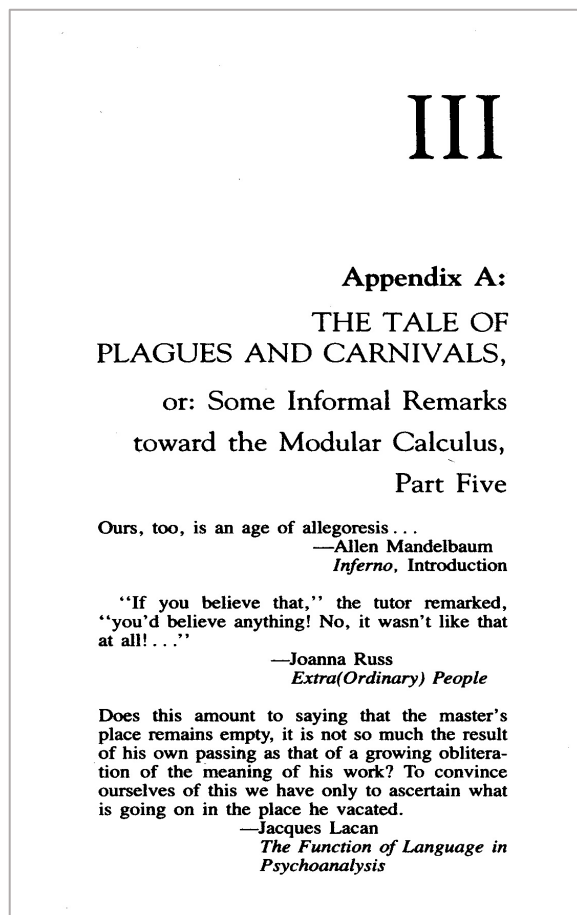 III
Appendix A:
THE TALE OF
PLAGUES AND CARNIVALS,
or: Some Informal Remarks
toward the Modular Calculus,
Part Five
Ours, too, is an age of allegoresis . . .
—Allen Mandelbaum
Inferno, Introduction
‘‘If you believe that,’’ the tutor remarked,
‘‘you’d believe anything! No, it wasn’t like that
at all! . . .’’
—Joanna Russ
Extra(Ordinary) People
Does this amount to saying that the master’s
place remains empty, it is not so much the result
of his own passing as that of a growing oblitera-
tion of the meaning of his work? To convince
ourselves of this we have only to ascertain what
is going on in the place he vacated.
—Jacques Lacan
The Function of Language in
Psychoanalysis